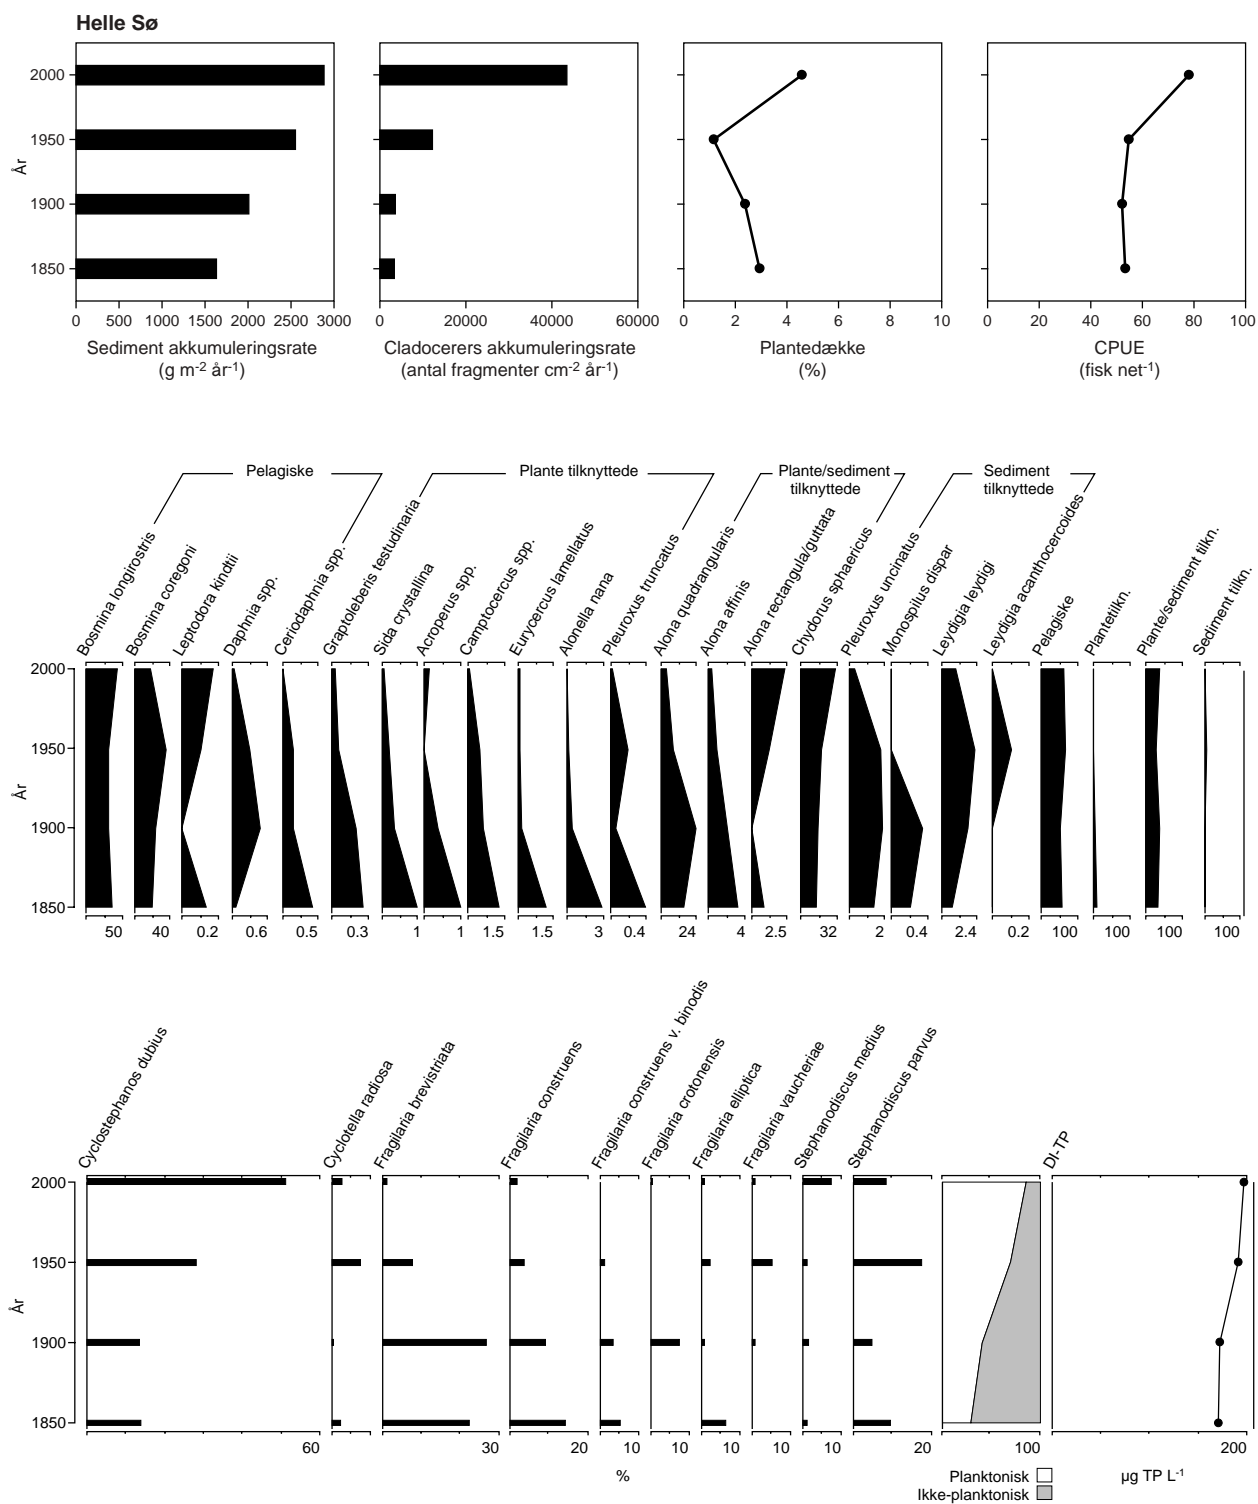 Helle Sø
2000
1950
1900
1850
År
0 500 1000 1500 2000 2500 3000
0 20000 40000 60000
0 2 4 6 8 10
0 20 40 60 80 100
Sediment akkumuleringsrate
(g m-2 år-1)
Cladocerers akkumuleringsrate
(antal fragmenter cm-2 år-1)
Plantedække
(%)
CPUE
(fisk net-1)
Pelagiske
Plante tilknyttede
Plante/sediment
tilknyttede
Sediment
tilknyttede
Bosmina longirostris
Bosmina coregoni
Leptodora kindtii
Daphnia spp.
Ceriodaphnia spp.
Graptoleberis testudinaria
Sida crystallina
Acroperus spp.
Camptocercus spp.
Eurycercus lamellatus
Alonella nana
Pleuroxus truncatus
Alona quadrangularis
Alona affinis
Alona rectangula/guttata
Chydorus sphaericus
Pleuroxus uncinatus
Monospilus dispar
Leydigia leydigi
Leydigia acanthocercoides
Pelagiske
Plantetilkn.
Plante/sediment tilkn.
Sediment tilkn.
2000
1950
1900
1850
År
50 40 0.2 0.6 0.5 0.3 1 1 1.5 1.5 3 0.4 24 4 2.5 32 2 0.4 2.4 0.2 100 100 100 100
Cyclostephanos dubius
Cyclotella radiosa
Fragilaria brevistriata
Fragilaria construens
Fragilaria construens v. binodis
Fragilaria crotonensis
Fragilaria elliptica
Fragilaria vaucheriae
Stephanodiscus medius
Stephanodiscus parvus
DI-TP
2000
1950
1900
1850
År
60 10 30 20 10 10 10 10 10 20 100 200
%
µg TP L-1
Planktonisk
Ikke-planktonisk